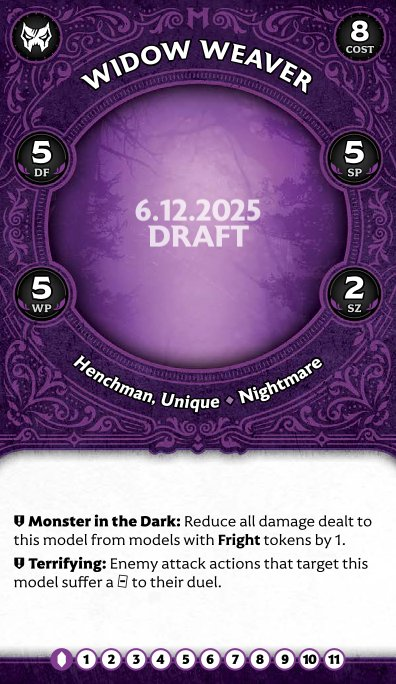 8
COST
WIDOW WEAVER
5
DF
5
SP
6.12.2025
DRAFT
5
WP
2
SZ
Henchman, Unique ◆ Nightmare
Monster in the Dark: Reduce all damage dealt to
this model from models with Fright tokens by 1.
Terrifying: Enemy attack actions that target this
model suffer a to their duel.
1 2 3 4 5 6 7 8 9 10 11